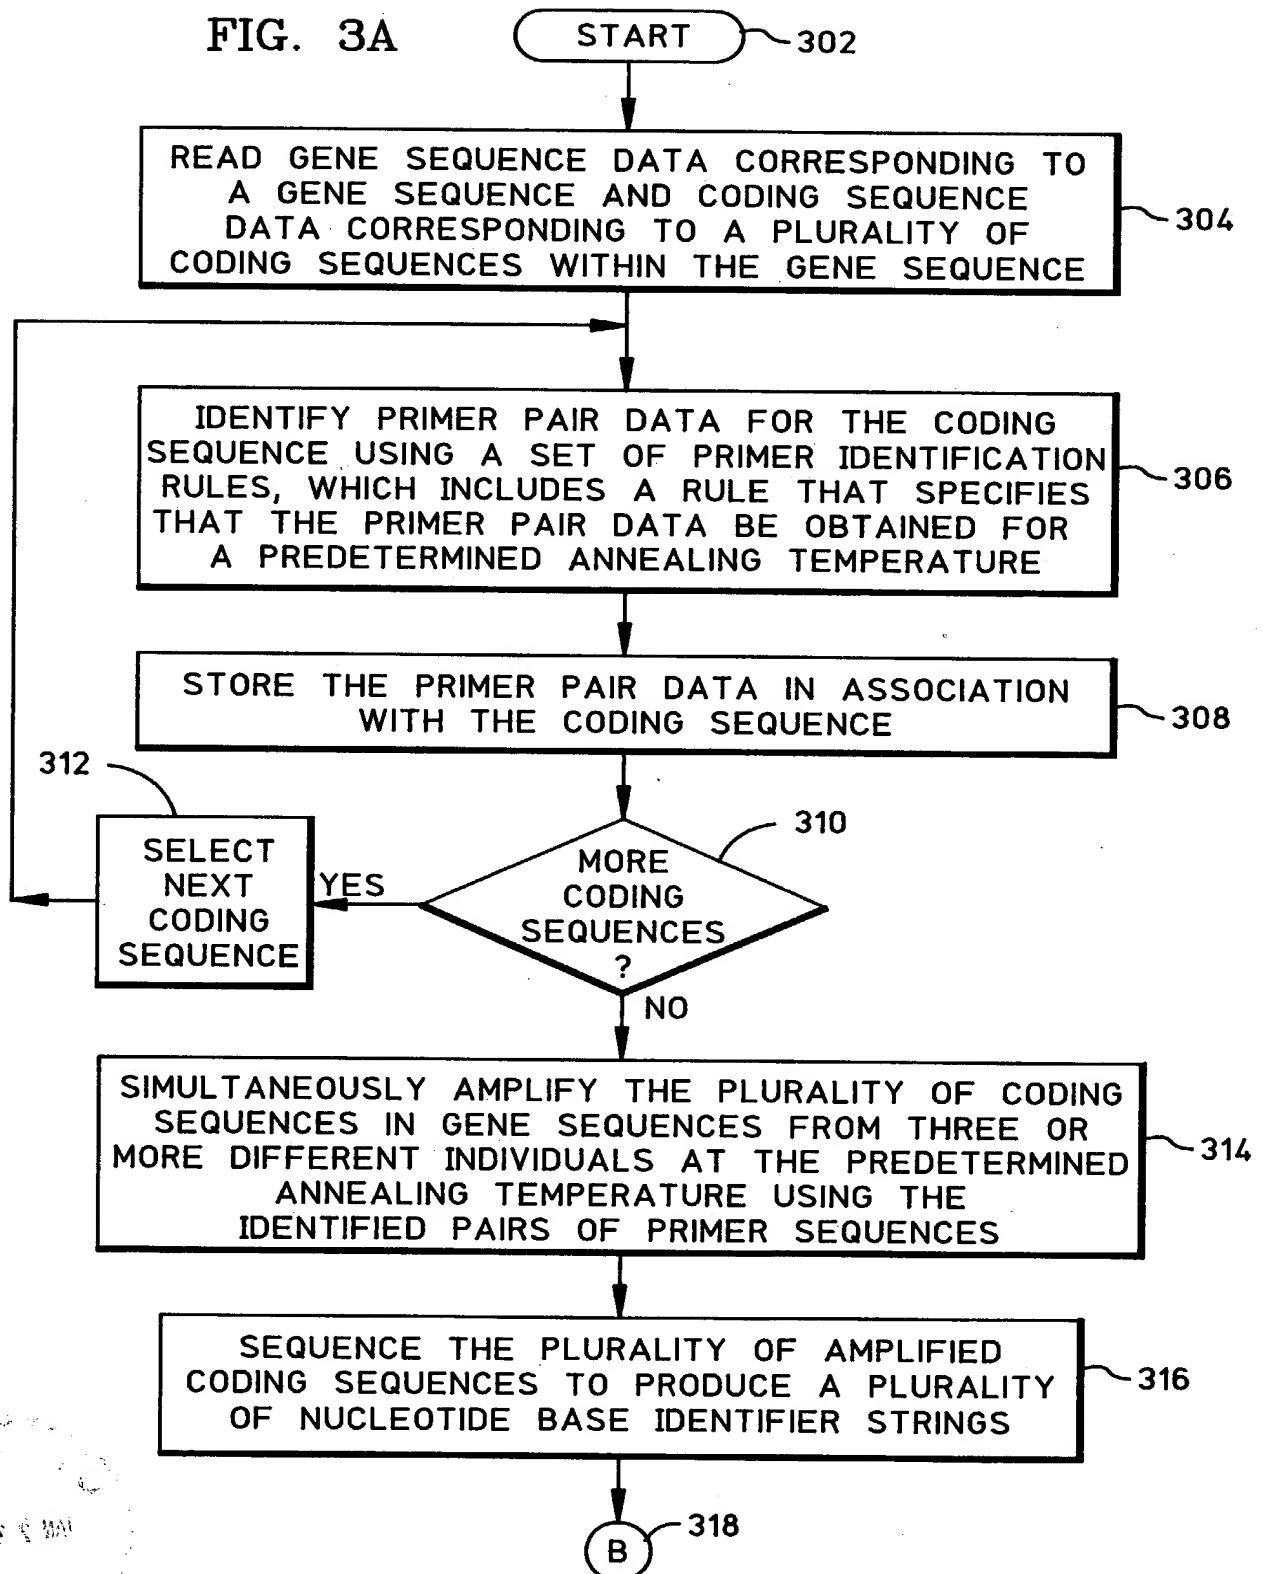 FIG. 3A
START
302
READ GENE SEQUENCE DATA CORRESPONDING TO
A GENE SEQUENCE AND CODING SEQUENCE
DATA CORRESPONDING TO A PLURALITY OF
CODING SEQUENCES WITHIN THE GENE SEQUENCE
304
IDENTIFY PRIMER PAIR DATA FOR THE CODING
SEQUENCE USING A SET OF PRIMER IDENTIFICATION
RULES, WHICH INCLUDES A RULE THAT SPECIFIES
THAT THE PRIMER PAIR DATA BE OBTAINED FOR
A PREDETERMINED ANNEALING TEMPERATURE
306
STORE THE PRIMER PAIR DATA IN ASSOCIATION
WITH THE CODING SEQUENCE
308
312
SELECT
NEXT
CODING
SEQUENCE
YES
310
MORE
CODING
SEQUENCES
?
NO
SIMULTANEOUSLY AMPLIFY THE PLURALITY OF CODING
SEQUENCES IN GENE SEQUENCES FROM THREE OR
MORE DIFFERENT INDIVIDUALS AT THE PREDETERMINED
ANNEALING TEMPERATURE USING THE
IDENTIFIED PAIRS OF PRIMER SEQUENCES
314
SEQUENCE THE PLURALITY OF AMPLIFIED
CODING SEQUENCES TO PRODUCE A PLURALITY
OF NUCLEOTIDE BASE IDENTIFIER STRINGS
316
B
318